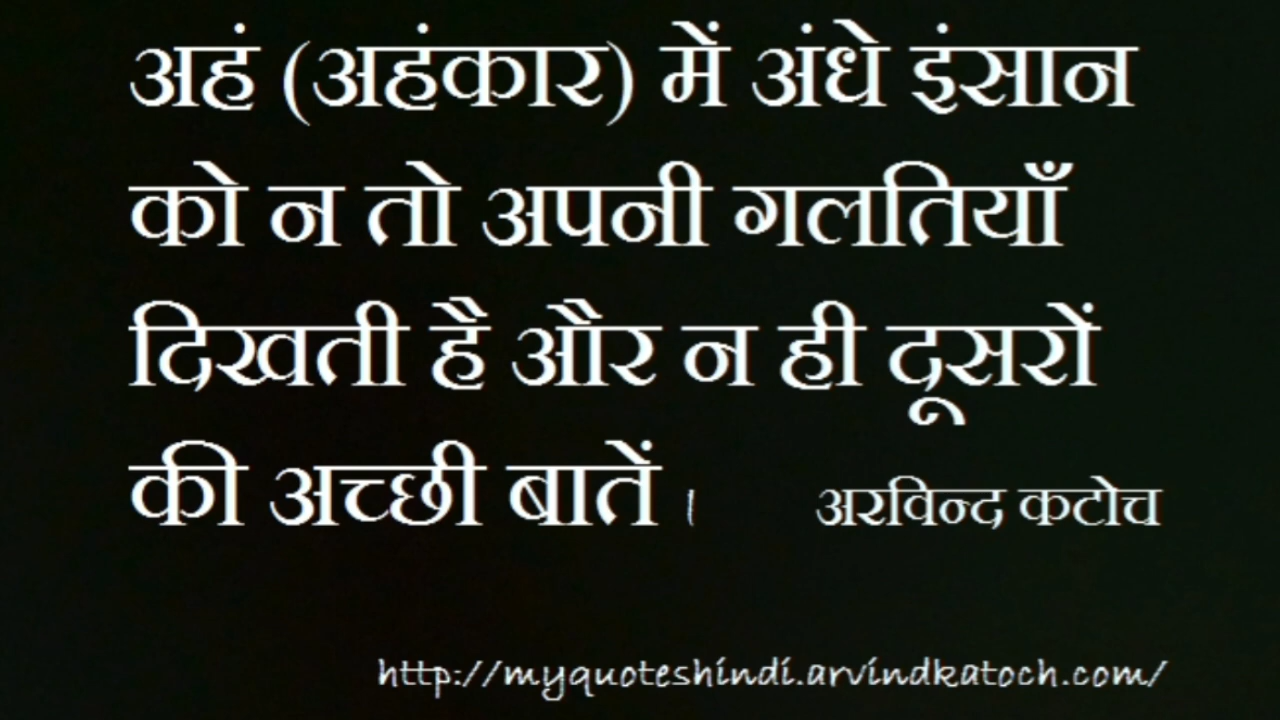 अहं (अहंकार) में अंधे इंसान
को न तो अपनी गलतियाँ
दिखती है और न ही दूसरों
की अच्छी बातें । अरविन्द कटोच
http://myquoteshindi.arvindkatoch.com/